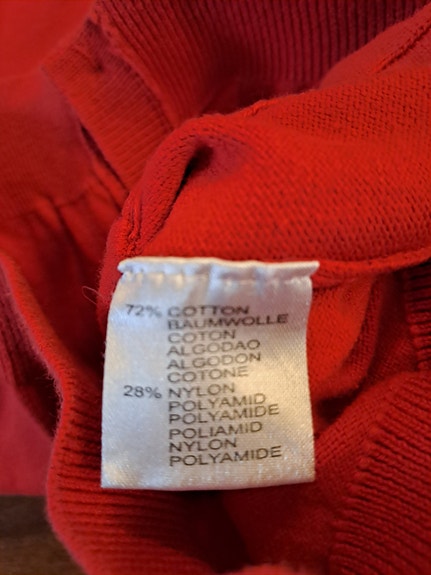 72% COTTON
BAUMWOLLE
COTON
ALGODAO
ALGODON
COTONE
28% NYLON
POLYAMID
POLYAMIDE
POLIAMID
NYLON
POLYAMIDE